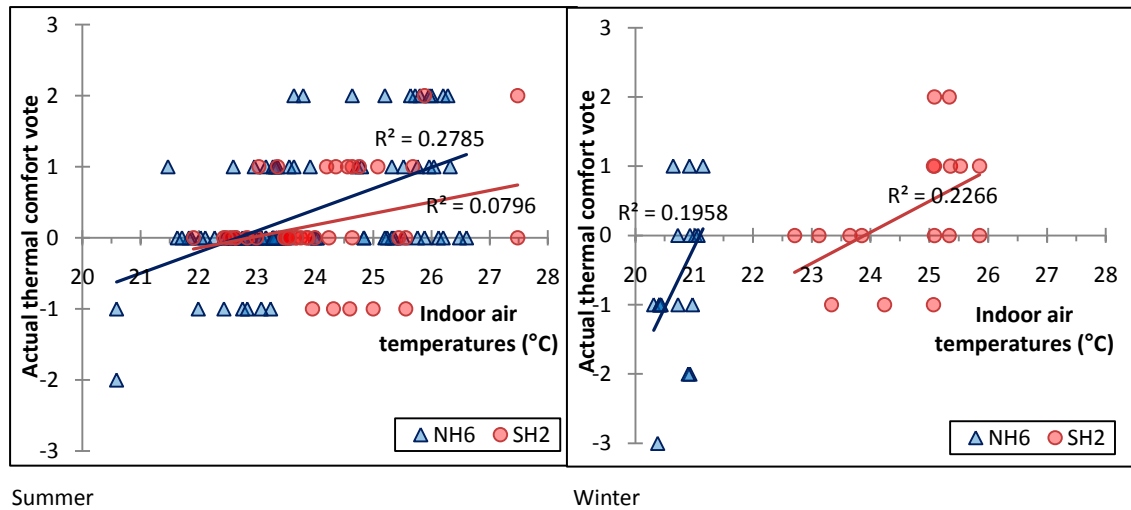 3
2
1
0
-1
-2
-3
20 21 22 23 24 25 26 27 28
Actual thermal comfort vote
R² = 0.2785
R² = 0.0796
Indoor air
temperatures (°C)
NH6 SH2
Summer
3
2
1
0
-1
-2
-3
20 21 22 23 24 25 26 27 28
Actual thermal comfort vote
R² = 0.1958
R² = 0.2266
Indoor air
temperatures (°C)
NH6 SH2
Winter